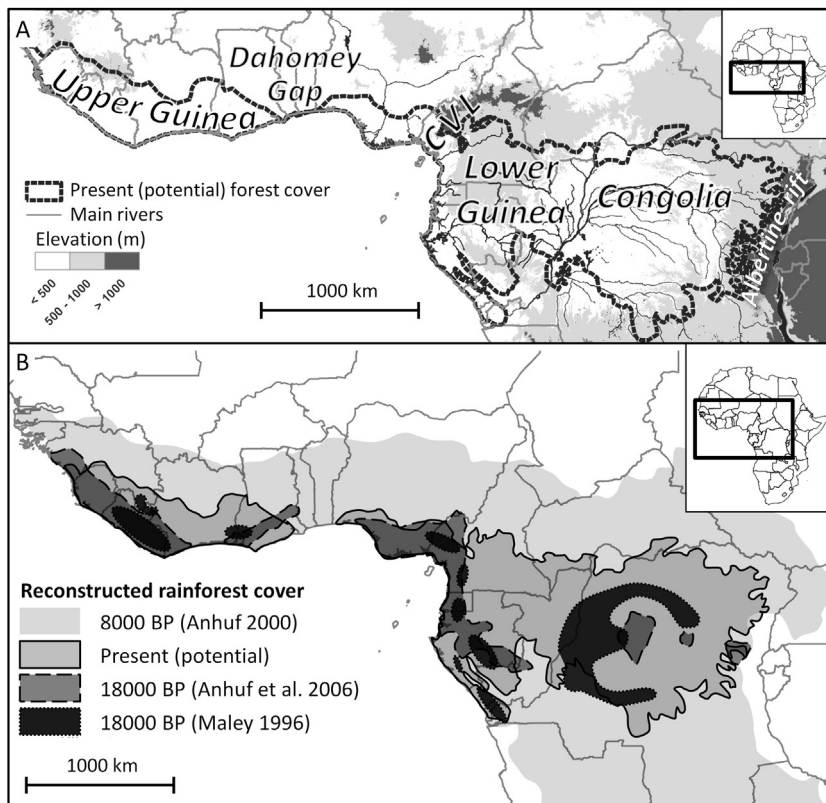 A
Upper Guinea
Dahomey
Gap
CVL
Lower
Guinea
Congolia
Albertine rift
Present (potential) forest cover
Main rivers
Elevation (m)
< 500
500 - 1000
> 1000
1000 km
B
Reconstructed rainforest cover
8000 BP (Anhuf 2000)
Present (potential)
18000 BP (Anhuf et al. 2006)
18000 BP (Maley 1996)
1000 km